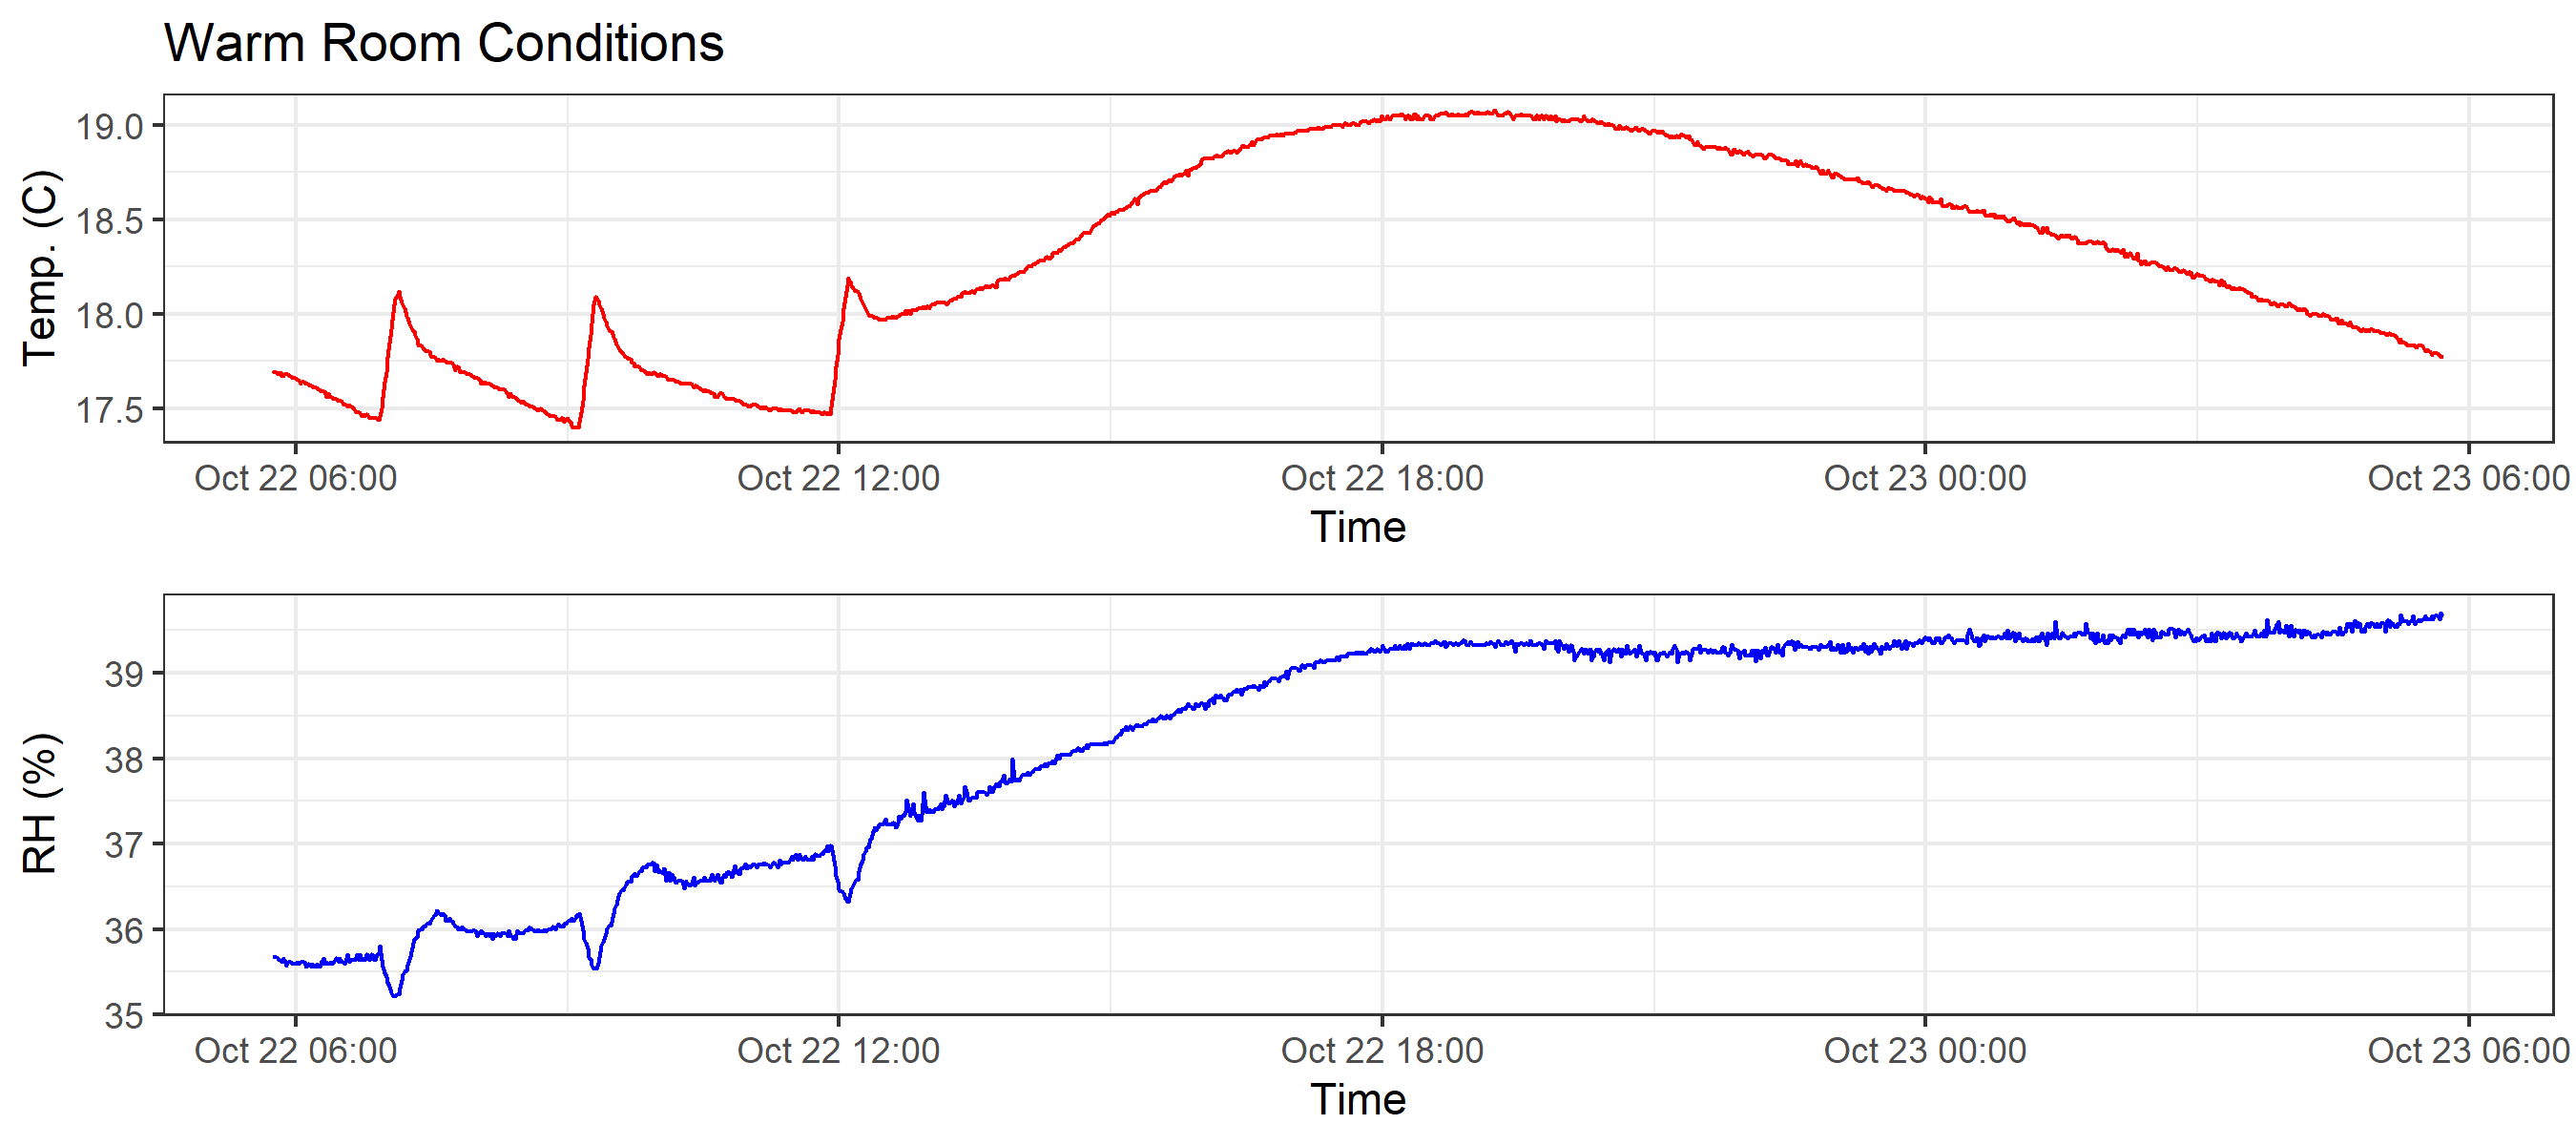 Warm Room Conditions
Temp. (C)
19.0
18.5
18.0
17.5
Oct 22 06:00 Oct 22 12:00 Oct 22 18:00 Oct 23 00:00 Oct 23 06:00
Time
RH (%)
39
38
37
36
35
Oct 22 06:00 Oct 22 12:00 Oct 22 18:00 Oct 23 00:00 Oct 23 06:00
Time